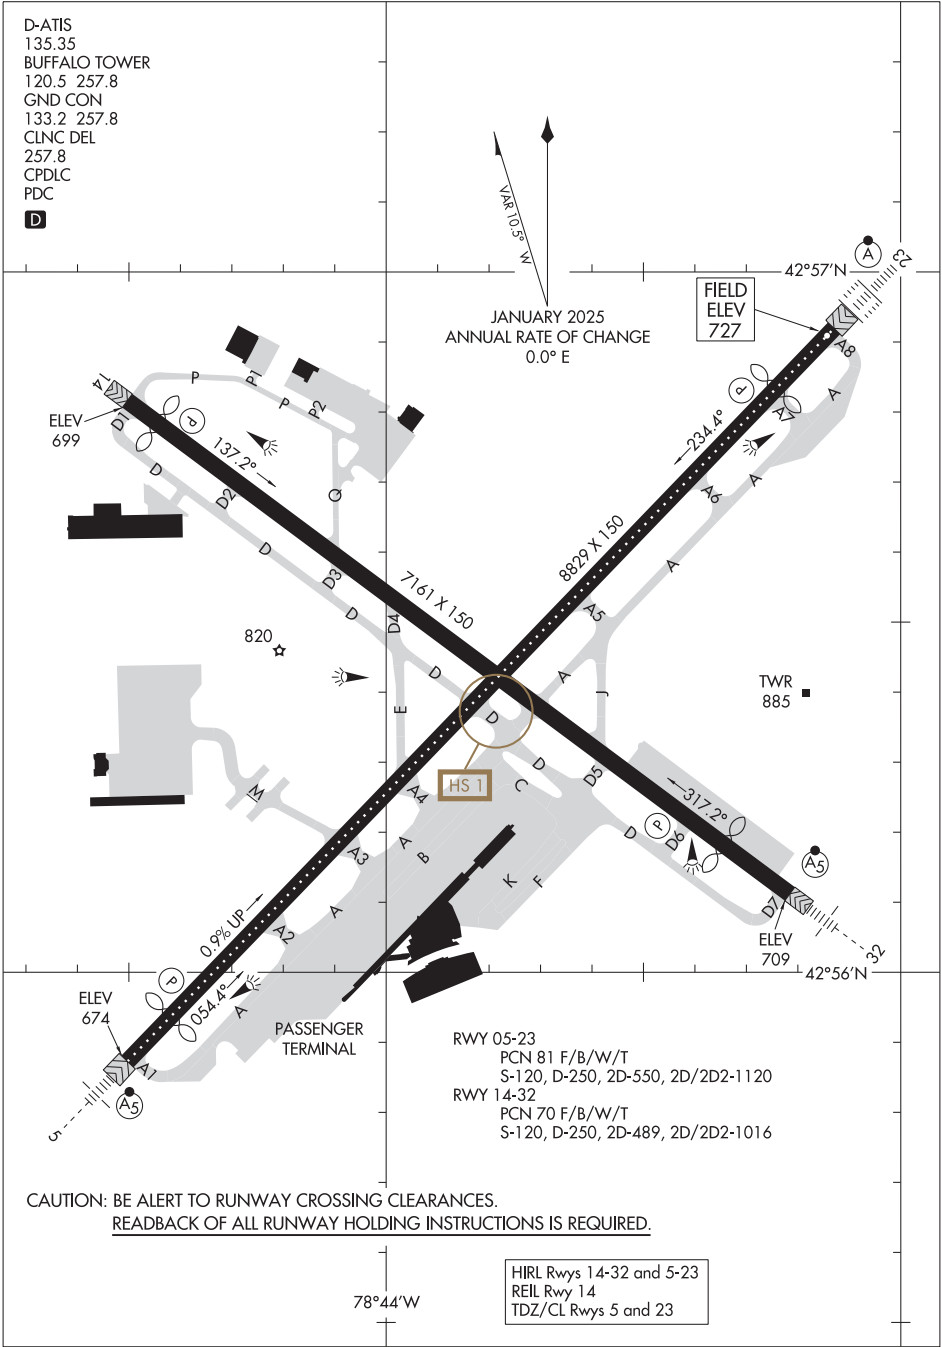 D-ATIS
135.35
BUFFALO TOWER
120.5 257.8
GND CON
133.2 257.8
CLNC DEL
257.8
CPDLC
PDC
D
VAR 10.5° W
JANUARY 2025
ANNUAL RATE OF CHANGE
0.0° E
A
23
42°57'N
FIELD
ELEV
727
A8
14
ELEV
699
D1
P
P1
P
P2
P
137.2°
D
D2
Q
D
D3
D
D4
7161 X 150
8829 X 150
234.4°
P
A7
A
A
A6
A
A5
A
J
820
D
E
D
HS 1
D
C
D5
TWR
885
317.2°
P
D
D6
A5
D7
ELEV
709
32
42°56'N
W
A4
A3
A
B
A
A2
K
F
0.9% UP
054.4°
P
A
ELEV
674
A1
A5
5
PASSENGER
TERMINAL
RWY 05-23
PCN 81 F/B/W/T
S-120, D-250, 2D-550, 2D/2D2-1120
RWY 14-32
PCN 70 F/B/W/T
S-120, D-250, 2D-489, 2D/2D2-1016
CAUTION: BE ALERT TO RUNWAY CROSSING CLEARANCES.
READBACK OF ALL RUNWAY HOLDING INSTRUCTIONS IS REQUIRED.
78°44'W
HIRL Rwys 14-32 and 5-23
REIL Rwy 14
TDZ/CL Rwys 5 and 23